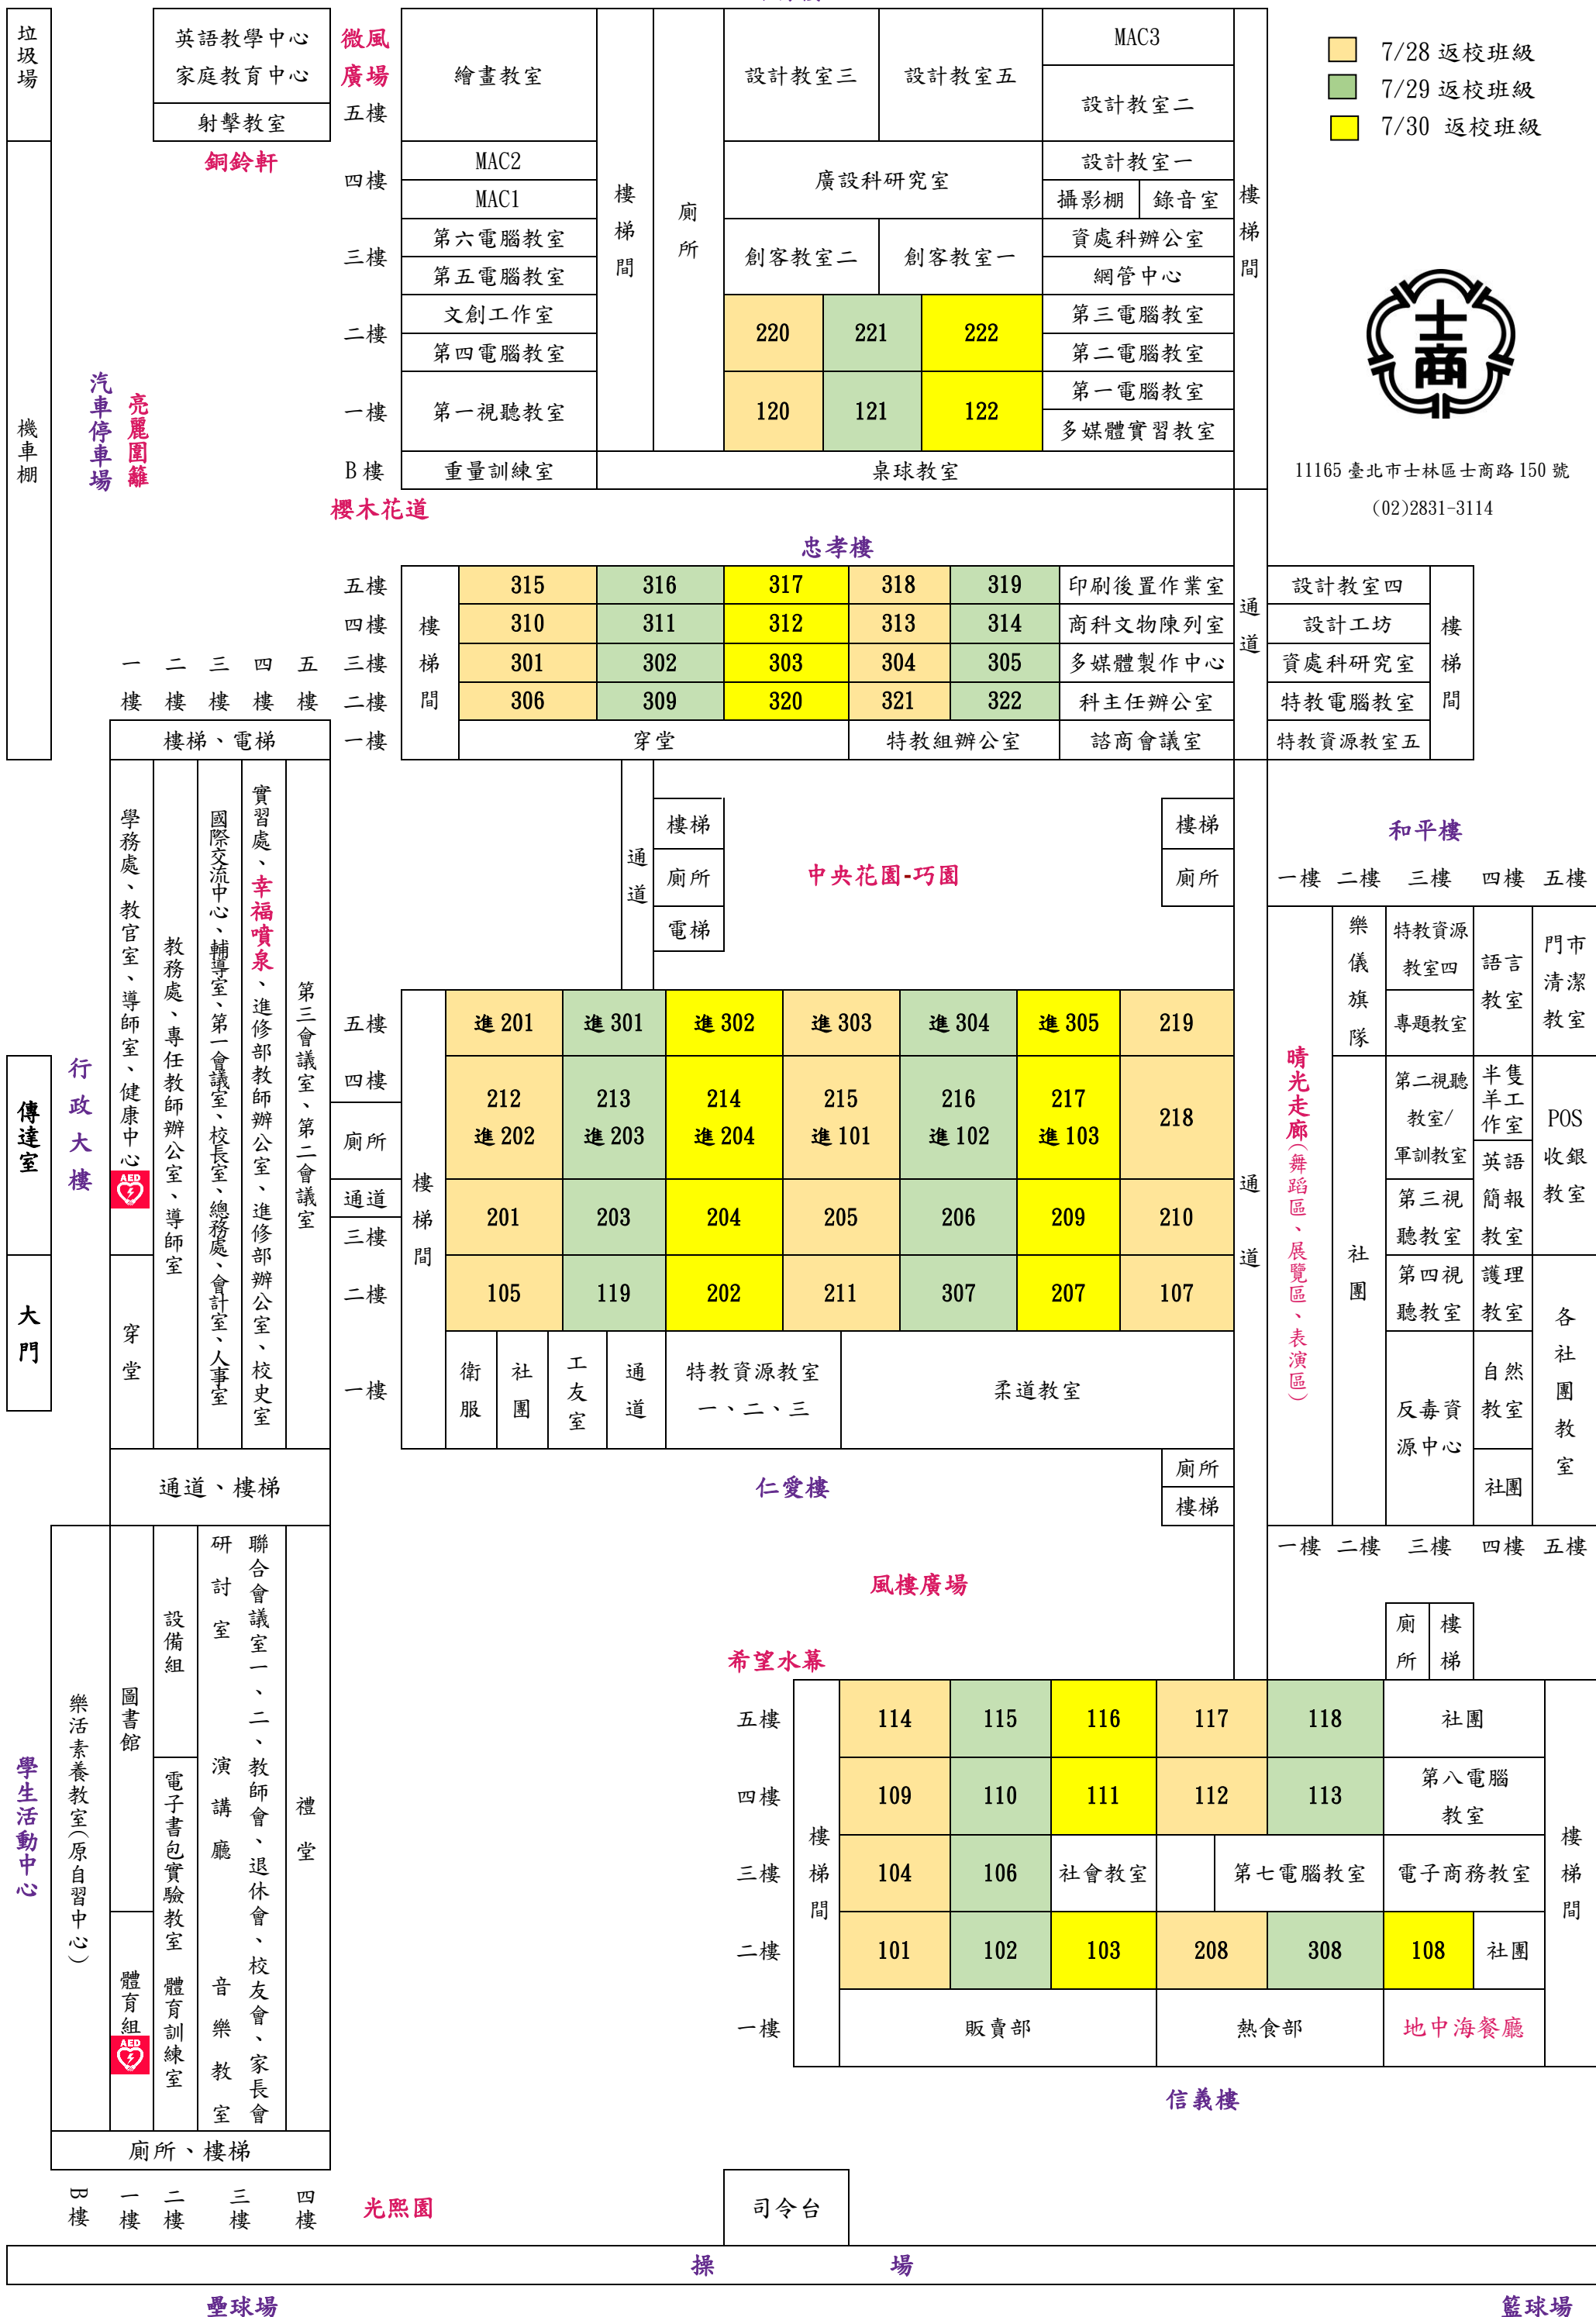 垃圾場
英語教學中心
家庭教育中心
射擊教室
銅鈴軒
微風
廣場
五樓
繪畫教室
設計教室三
設計教室五
MAC3
設計教室二
7/28 返校班級
7/29 返校班級
7/30 返校班級
四樓
MAC2
MAC1
樓梯間
廁所
廣設科研究室
設計教室一
攝影棚
錄音室
樓梯間
三樓
第六電腦教室
第五電腦教室
創客教室二
創客教室一
資處科辦公室
網管中心
二樓
文創工作室
第四電腦教室
220
221
222
第三電腦教室
第二電腦教室
一樓
第一視聽教室
120
121
122
第一電腦教室
多媒體實習教室
B樓
重量訓練室
桌球教室
士商
11165 臺北市士林區士商路 150 號
(02)2831-3114
機車棚
汽車停車場
亮麗圍籬
櫻木花道
忠孝樓
五樓
四樓
三樓
二樓
一樓
樓梯間
315
316
317
318
319
印刷後置作業室
310
311
312
313
314
商科文物陳列室
301
302
303
304
305
多媒體製作中心
306
309
320
321
322
科主任辦公室
穿堂
特教組辦公室
諮商會議室
通道
設計教室四
設計工坊
資處科研究室
特教電腦教室
特教資源教室五
樓梯間
一樓
二樓
三樓
四樓
五樓
樓梯、電梯
學務處、教官室、導師室、健康中心
AED
穿堂
教務處、專任教師辦公室、導師室
國際交流中心、輔導室、第一會議室、校長室、總務處、會計室、人事室
實習處、幸福噴泉、進修部教師辦公室、進修部辦公室、校史室
第三會議室、第二會議室
行政大樓
傳達室
大門
通道、樓梯
通道
樓梯
廁所
電梯
中央花園-巧園
樓梯
廁所
五樓
四樓
廁所
通道
三樓
二樓
一樓
樓梯間
進 201
進 301
進 302
進 303
進 304
進 305
219
212
進 202
213
進 203
214
進 204
215
進 101
216
進 102
217
進 103
218
201
203
204
205
206
209
210
105
119
202
211
307
207
107
衛服
社團
工友室
通道
特教資源教室
一、二、三
柔道教室
仁愛樓
廁所
樓梯
通道
和平樓
一樓
二樓
三樓
四樓
五樓
晴光走廊(舞蹈區、展覽區、表演區)
樂儀旗隊
社團
特教資源
教室四
專題教室
第二視聽
教室/
軍訓教室
第三視
聽教室
第四視
聽教室
反毒資
源中心
語言
教室
半隻
羊工
作室
英語
簡報
教室
護理
教室
自然
教室
社團
門市
清潔
教室
POS
收銀
教室
各社團教室
一樓
二樓
三樓
四樓
五樓
風樓廣場
希望水幕
廁所
樓梯
五樓
四樓
三樓
二樓
一樓
樓梯間
114
115
116
117
118
社團
109
110
111
112
113
第八電腦
教室
104
106
社會教室
第七電腦教室
電子商務教室
101
102
103
208
308
108
社團
販賣部
熱食部
地中海餐廳
樓梯間
信義樓
學生活動中心
樂活素養教室(原自習中心)
圖書館
體育組
AED
設備組
電子書包實驗教室
體育訓練室
研討室
演講廳
音樂教室
聯合會議室一、二、教師會、退休會、校友會、家長會
禮堂
廁所、樓梯
B樓
一樓
二樓
三樓
四樓
光熙園
司令台
操場
壘球場
籃球場